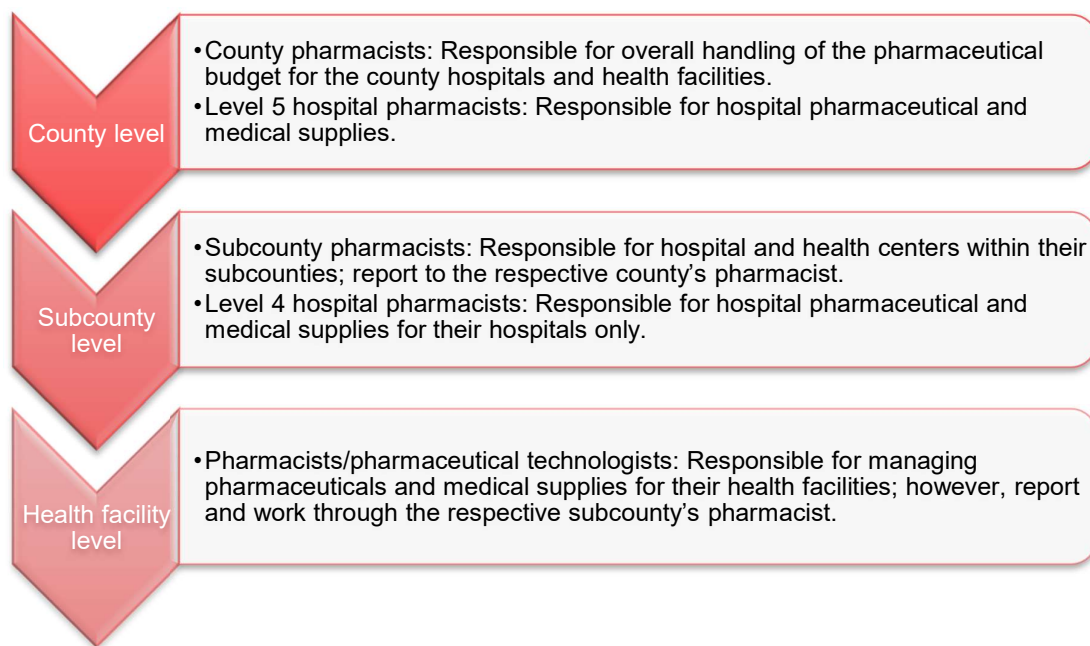 County level
•County pharmacists: Responsible for overall handling of the pharmaceutical
budget for the county hospitals and health facilities.
•Level 5 hospital pharmacists: Responsible for hospital pharmaceutical and
medical supplies.
Subcounty
level
•Subcounty pharmacists: Responsible for hospital and health centers within their
subcounties; report to the respective county’s pharmacist.
•Level 4 hospital pharmacists: Responsible for hospital pharmaceutical and
medical supplies for their hospitals only.
Health facility
level
•Pharmacists/pharmaceutical technologists: Responsible for managing
pharmaceuticals and medical supplies for their health facilities; however, report
and work through the respective subcounty’s pharmacist.